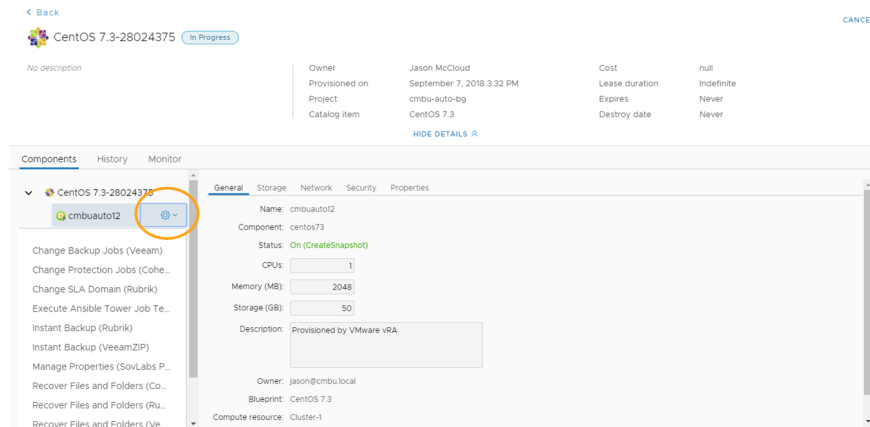 Back
CANCE
CentOS 7.3-28024375 In Progress
No description
Owner Jason McCloud Cost null
Provisioned on September 7, 2018 3:32 PM Lease duration Indefinite
Project cmbu-auto-bg Expires Never
Catalog item CentOS 7.3 Destroy date Never
HIDE DETAILS
Components History Monitor
CentOS 7.3-28024375
cmbuauto12
Change Backup Jobs (Veeam)
Change Protection Jobs (Cohe...
Change SLA Domain (Rubrik)
Execute Ansible Tower Job Te...
Instant Backup (Rubrik)
Instant Backup (VeeamZIP)
Manage Properties (SovLabs P...
Recover Files and Folders (Co...
Recover Files and Folders (Ru...
Recover Files and Folders (Ve
General Storage Network Security Properties
Name: cmbuauto12
Component: centos73
Status: On (CreateSnapshot)
CPUs: 1
Memory (MB): 2048
Storage (GB): 50
Description: Provisioned by VMware vRA
Owner: jason@cmbu.local
Blueprint: CentOS 7.3
Compute resource: Cluster-1